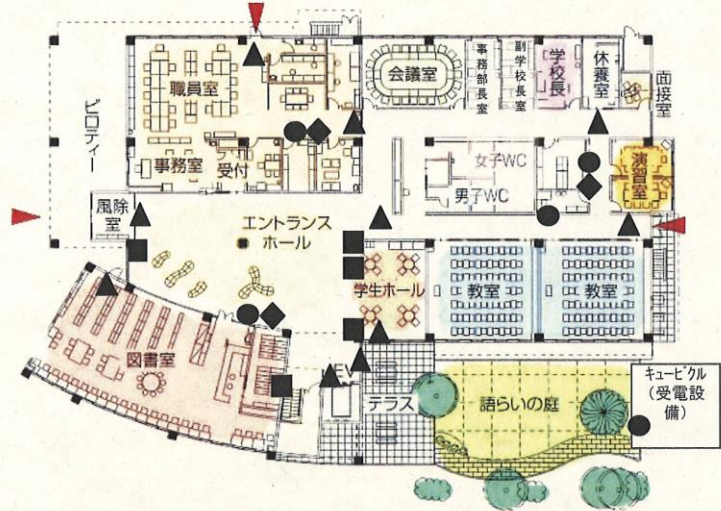 職員室
事務室
受付
会議室
事務部長室
副学校長室
学校長
休養室
面接室
ピロティー
風除室
エントランス
ホール
女子WC
男子WC
演習室
学生ホール
教室
教室
図書室
EV
テラス
語らいの庭
キュービクル
(受電設
備)